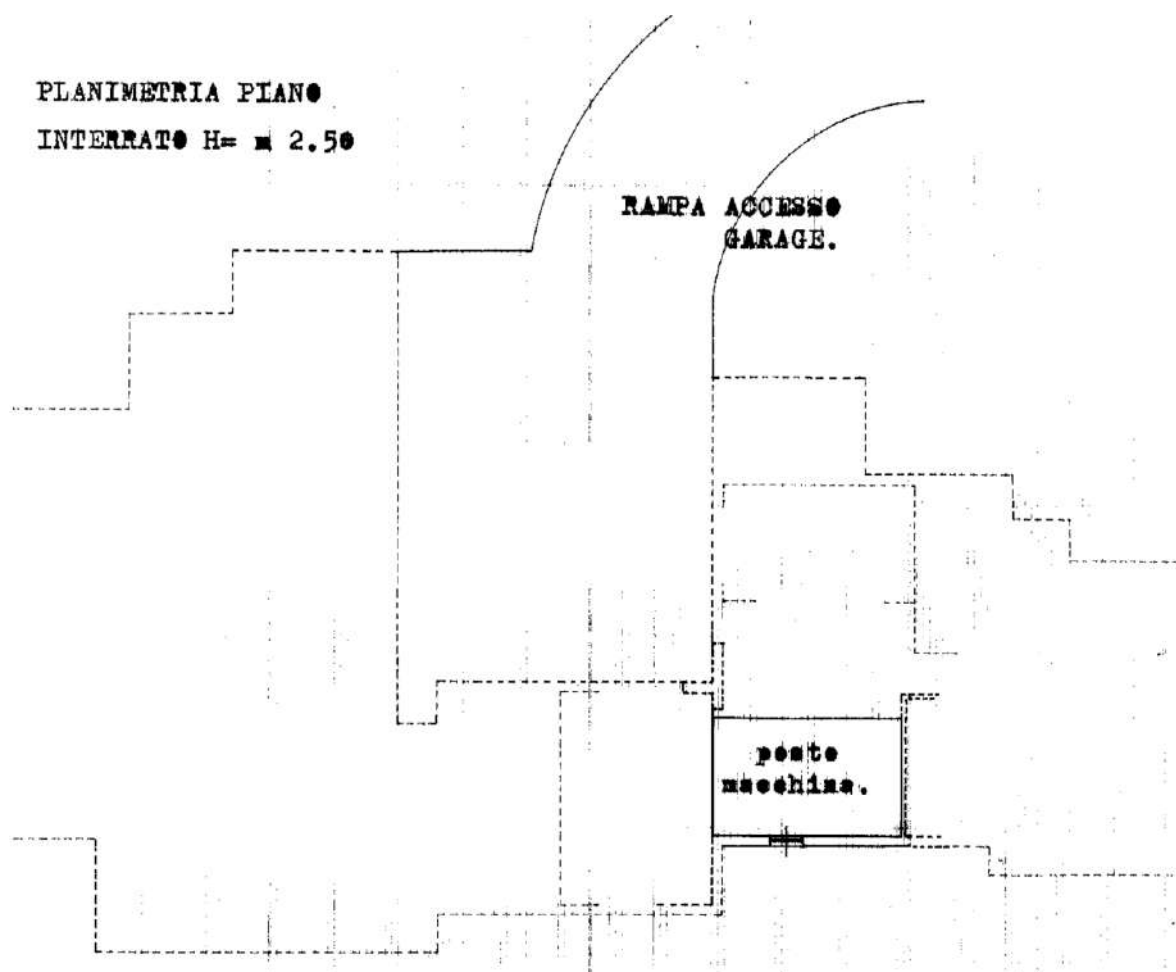 PLANIMETRIA PIANO
INTERRATO H= m 2.50
RAMPA ACCESSO
GARAGE.
posto
macchina.